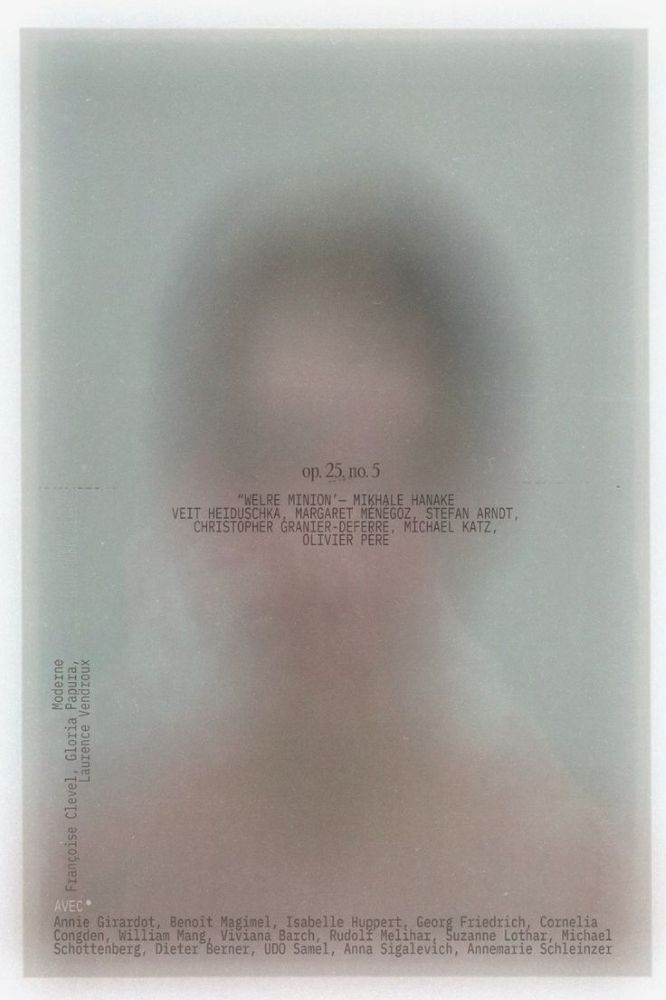 op. 25, no. 5
“WELRE MINION’— MIKHALE HANAKE
VEIT HEIDUSCHKA, MARGARET MÉNÉGOZ, STEFAN ARNDT,
CHRISTOPHER GRANIER-DEFERRE, MICHAEL KATZ,
OLIVIER PERE
Moderne
Françoise Clevel, Gloria Papura,
Laurence Vendroux
AVEC•
Annie Girardot, Benoît Magimel, Isabelle Huppert, Georg Friedrich, Cornelia
Congden, William Mang, Viviana Barch, Rudolf Melihar, Suzanne Lothar, Michael
Schottenberg, Dieter Berner, UDO Samel, Anna Sigalevich, Annemarie Schleinzer